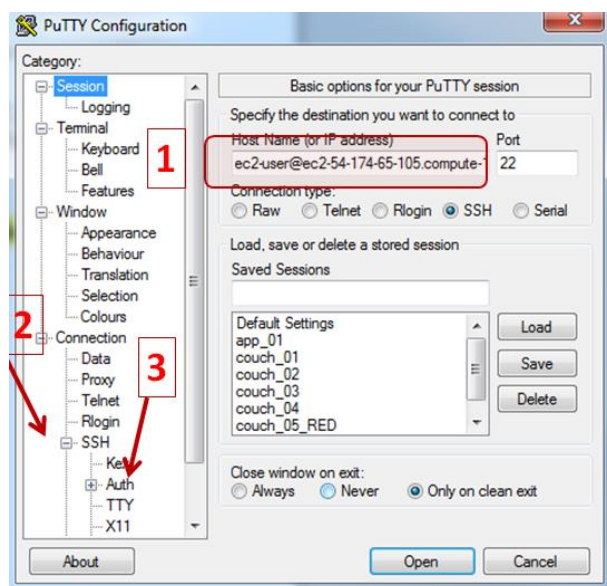 PuTTY Configuration
Category:
Session
Logging
Terminal
Keyboard
Bell
Features
Window
Appearance
Behaviour
Translation
Selection
Colours
Connection
Data
Proxy
Telnet
Rlogin
SSH
Auth
TTY
X11
1
2
3
Basic options for your PuTTY session
Specify the destination you want to connect to
Host Name (or IP address) Port
ec2-user@ec2-54-174-65-105.compute- 22
Connection type:
Raw Telnet Rlogin SSH Serial
Load, save or delete a stored session
Saved Sessions
Default Settings
app_01
couch_01
couch_02
couch_03
couch_04
couch_05_RED
Load
Save
Delete
Close window on exit:
Always Never Only on clean exit
About Open Cancel